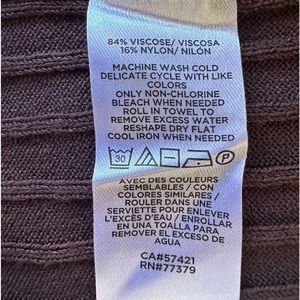 84% VISCOSE/ VISCOSA
16% NYLON/ NILÓN
MACHINE WASH COLD
DELICATE CYCLE WITH LIKE
COLORS
ONLY NON-CHLORINE
BLEACH WHEN NEEDED
ROLL IN TOWEL TO
REMOVE EXCESS WATER
RESHAPE DRY FLAT
COOL IRON WHEN NEEDED
30 P
AVEC DES COULEURS
SEMBLABLES / CON
COLORES SIMILARES /
ROULER DANS UNE
SERVIETTE POUR ENLEVER
L'EXCÈS D'EAU / ENROLLAR
EN UNA TOALLA PARA
REMOVER EL EXCESO DE
AGUA
CA#57421
RN#77379